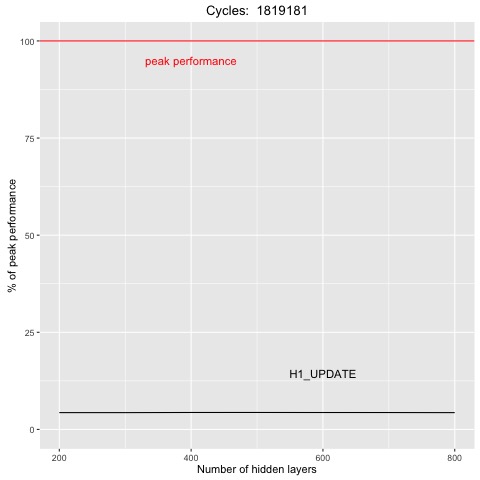 Cycles: 1819181
100
peak performance
75
% of peak performance
50
25
H1_UPDATE
0
200 400 600 800
Number of hidden layers